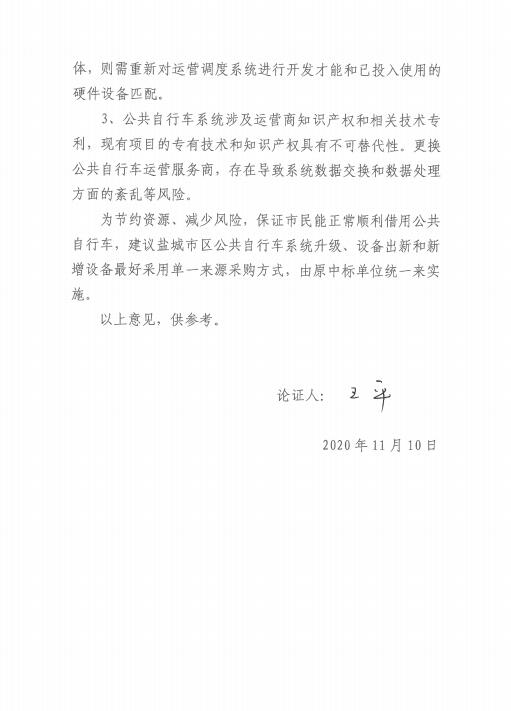 体，则需重新对运营调度系统进行开发才能和已投入使用的
硬件设备匹配。
3、公共自行车系统涉及运营商知识产权和相关技术专
利，现有项目的专有技术和知识产权具有不可替代性。更换
公共自行车运营服务商，存在导致系统数据交换和数据处理
方面的紊乱等风险。
为节约资源、减少风险，保证市民能正常顺利借用公共
自行车，建议盐城市区公共自行车系统升级、设备出新和新
增设备最好采用单一来源采购方式，由原中标单位统一来实
施。
以上意见，供参考。
论证人： 王平
2020 年 11 月 10 日